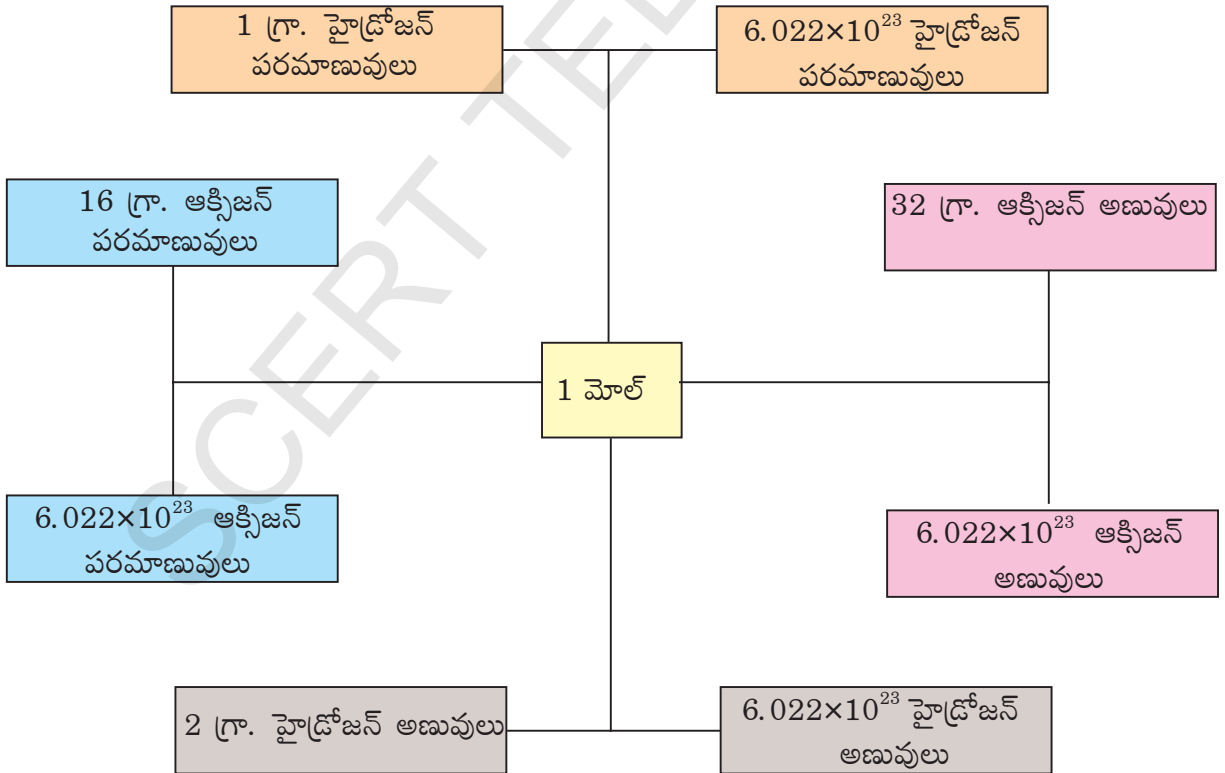 1 గ్రా. హైడ్రోజన్
పరమాణువులు
6.022×10²³ హైడ్రోజన్
పరమాణువులు
16 గ్రా. ఆక్సిజన్
పరమాణువులు
32 గ్రా. ఆక్సిజన్ అణువులు
1 మోల్
6.022×10²³ ఆక్సిజన్
పరమాణువులు
6.022×10²³ ఆక్సిజన్
అణువులు
2 గ్రా. హైడ్రోజన్ అణువులు
6.022×10²³ హైడ్రోజన్
అణువులు
SCERT TE